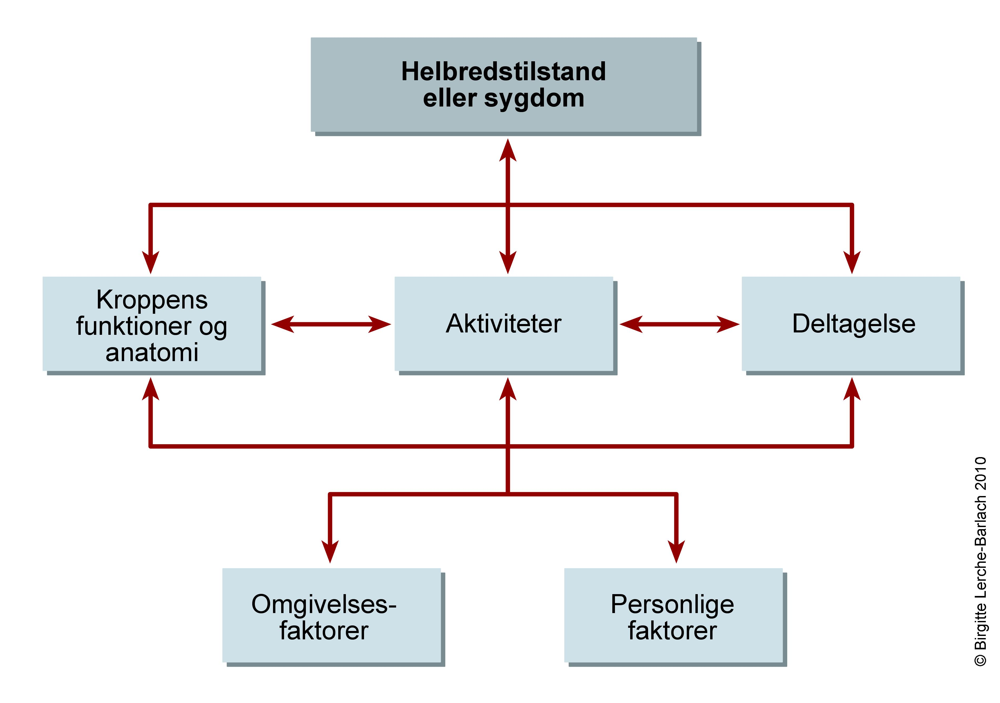 Helbredstilstand
eller sygdom
Kroppens
funktioner og
anatomi
Aktiviteter
Deltagelse
Omgivelses-
faktorer
Personlige
faktorer
© Birgitte Lerche-Barlach 2010